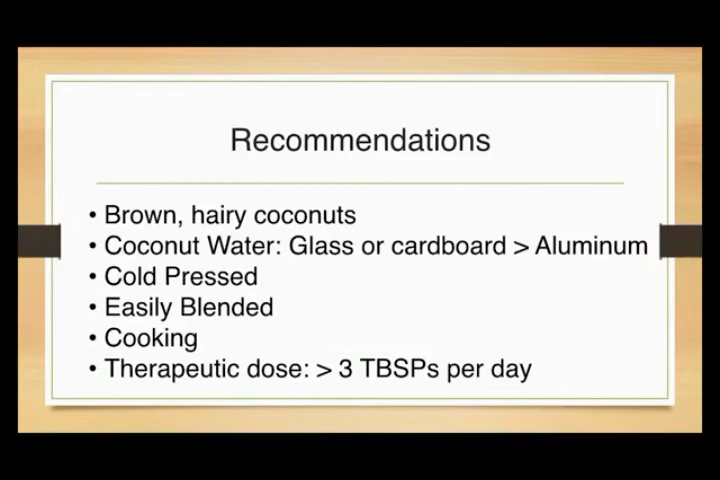 Recommendations
• Brown, hairy coconuts
• Coconut Water: Glass or cardboard > Aluminum
• Cold Pressed
• Easily Blended
• Cooking
• Therapeutic dose: > 3 TBSPs per day